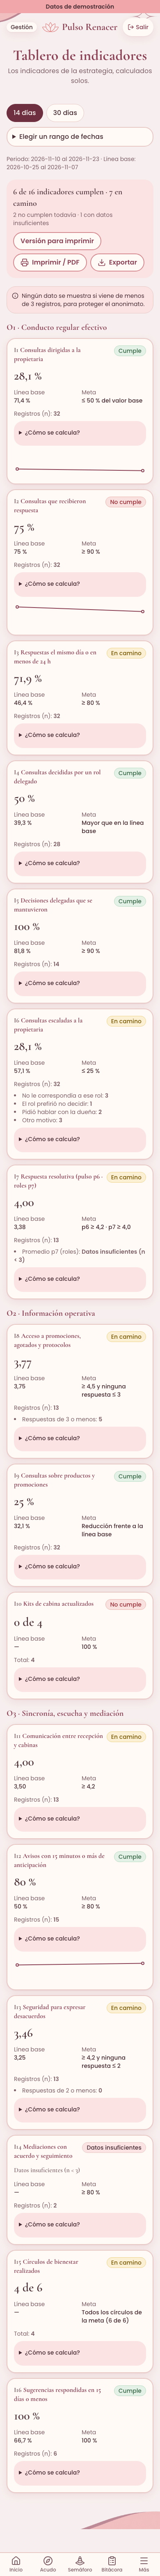 Datos de demostración
Gestión
Pulso Renacer
Salir
Tablero de indicadores
Los indicadores de la estrategia, calculados
solos.
14 días
30 días
Elegir un rango de fechas
Periodo: 2026-11-10 al 2026-11-23 · Línea base:
2026-10-25 al 2026-11-07
6 de 16 indicadores cumplen · 7 en
camino
2 no cumplen todavía · 1 con datos
insuficientes
Versión para imprimir
Imprimir / PDF
Exportar
Ningún dato se muestra si viene de menos
de 3 registros, para proteger el anonimato.
O1 · Conducto regular efectivo
I1 Consultas dirigidas a la
propietaria
Cumple
28,1 %
Línea base
Meta
71,4 %
≤ 50 % del valor base
Registros (n): 32
¿Cómo se calcula?
I2 Consultas que recibieron
respuesta
No cumple
75 %
Línea base
Meta
75 %
≥ 90 %
Registros (n): 32
¿Cómo se calcula?
I3 Respuestas el mismo día o en
menos de 24 h
En camino
71,9 %
Línea base
Meta
46,4 %
≥ 80 %
Registros (n): 32
¿Cómo se calcula?
I4 Consultas decididas por un rol
delegado
Cumple
50 %
Línea base
Meta
39,3 %
Mayor que en la línea
base
Registros (n): 28
¿Cómo se calcula?
I5 Decisiones delegadas que se
mantuvieron
Cumple
100 %
Línea base
Meta
81,8 %
≥ 90 %
Registros (n): 14
¿Cómo se calcula?
I6 Consultas escaladas a la
propietaria
En camino
28,1 %
Línea base
Meta
57,1 %
≤ 25 %
Registros (n): 32
• No le correspondía a ese rol: 3
• El rol prefirió no decidir: 1
• Pidió hablar con la dueña: 2
• Otro motivo: 3
¿Cómo se calcula?
I7 Respuesta resolutiva (pulso p6 ·
roles p7)
En camino
4,00
Línea base
Meta
3,38
p6 ≥ 4,2 · p7 ≥ 4,0
Registros (n): 13
• Promedio p7 (roles): Datos insuficientes (n
< 3)
¿Cómo se calcula?
O2 · Información operativa
I8 Acceso a promociones,
agotados y protocolos
En camino
3,77
Línea base
Meta
3,75
≥ 4,5 y ninguna
respuesta ≤ 3
Registros (n): 13
• Respuestas de 3 o menos: 5
¿Cómo se calcula?
I9 Consultas sobre productos y
promociones
Cumple
25 %
Línea base
Meta
32,1 %
Reducción frente a la
línea base
Registros (n): 32
¿Cómo se calcula?
I10 Kits de cabina actualizados
No cumple
0 de 4
Línea base
Meta
—
100 %
Total: 4
¿Cómo se calcula?
O3 · Sincronía, escucha y mediación
I11 Comunicación entre recepción
y cabinas
En camino
4,00
Línea base
Meta
3,50
≥ 4,2
Registros (n): 13
¿Cómo se calcula?
I12 Avisos con 15 minutos o más de
anticipación
Cumple
80 %
Línea base
Meta
50 %
≥ 80 %
Registros (n): 15
¿Cómo se calcula?
I13 Seguridad para expresar
desacuerdos
En camino
3,46
Línea base
Meta
3,25
≥ 4,2 y ninguna
respuesta ≤ 2
Registros (n): 13
• Respuestas de 2 o menos: 0
¿Cómo se calcula?
I14 Mediaciones con
acuerdo y seguimiento
Datos insuficientes
Datos insuficientes (n < 3)
Línea base
Meta
—
≥ 80 %
Registros (n): 2
¿Cómo se calcula?
I15 Círculos de bienestar
realizados
En camino
4 de 6
Línea base
Meta
—
Todos los círculos de
la meta (6 de 6)
Total: 4
¿Cómo se calcula?
I16 Sugerencias respondidas en 15
días o menos
Cumple
100 %
Línea base
Meta
66,7 %
100 %
Registros (n): 6
¿Cómo se calcula?
Inicio
Acudo
Semáforo
Bitácora
Más